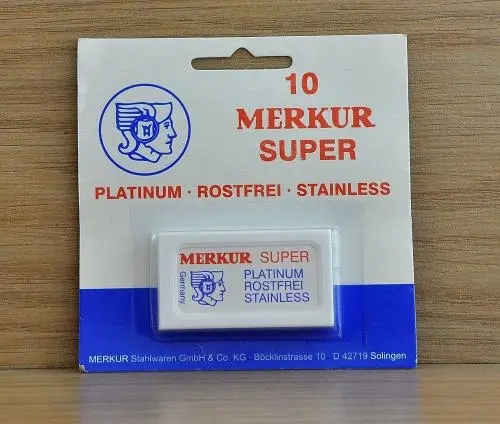 10
MERKUR
SUPER
PLATINUM · ROSTFREI · STAINLESS
MERKUR SUPER
Germany
PLATINUM
ROSTFREI
STAINLESS
MERKUR Stahlwaren GmbH & Co. KG · Böcklinstrasse 10 · D 42719 Solingen